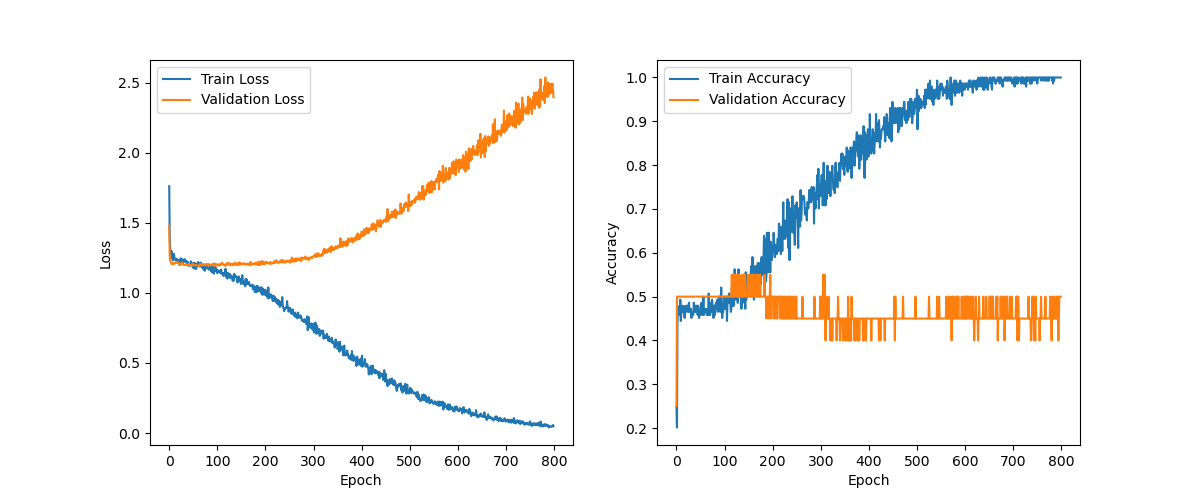 Train Loss
Validation Loss
2.5
2.0
1.5
1.0
0.5
0.0
Loss
0 100 200 300 400 500 600 700 800
Epoch
Train Accuracy
Validation Accuracy
1.0
0.9
0.8
0.7
0.6
0.5
0.4
0.3
0.2
Accuracy
0 100 200 300 400 500 600 700 800
Epoch